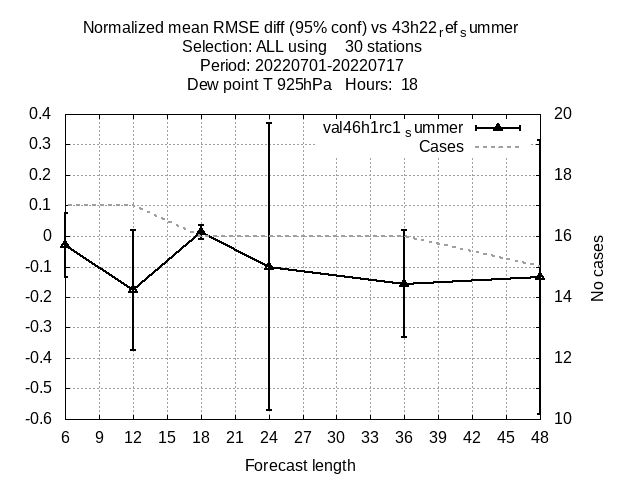 Normalized mean RMSE diff (95% conf) vs 43h22refsummer
Selection: ALL using 30 stations
Period: 20220701-20220717
Dew point T 925hPa Hours: 18
val46h1rc1summer
Cases
0.4
0.3
0.2
0.1
0
-0.1
-0.2
-0.3
-0.4
-0.5
-0.6
20
18
16
14
12
10
No cases
6 9 12 15 18 21 24 27 30 33 36 39 42 45 48
Forecast length